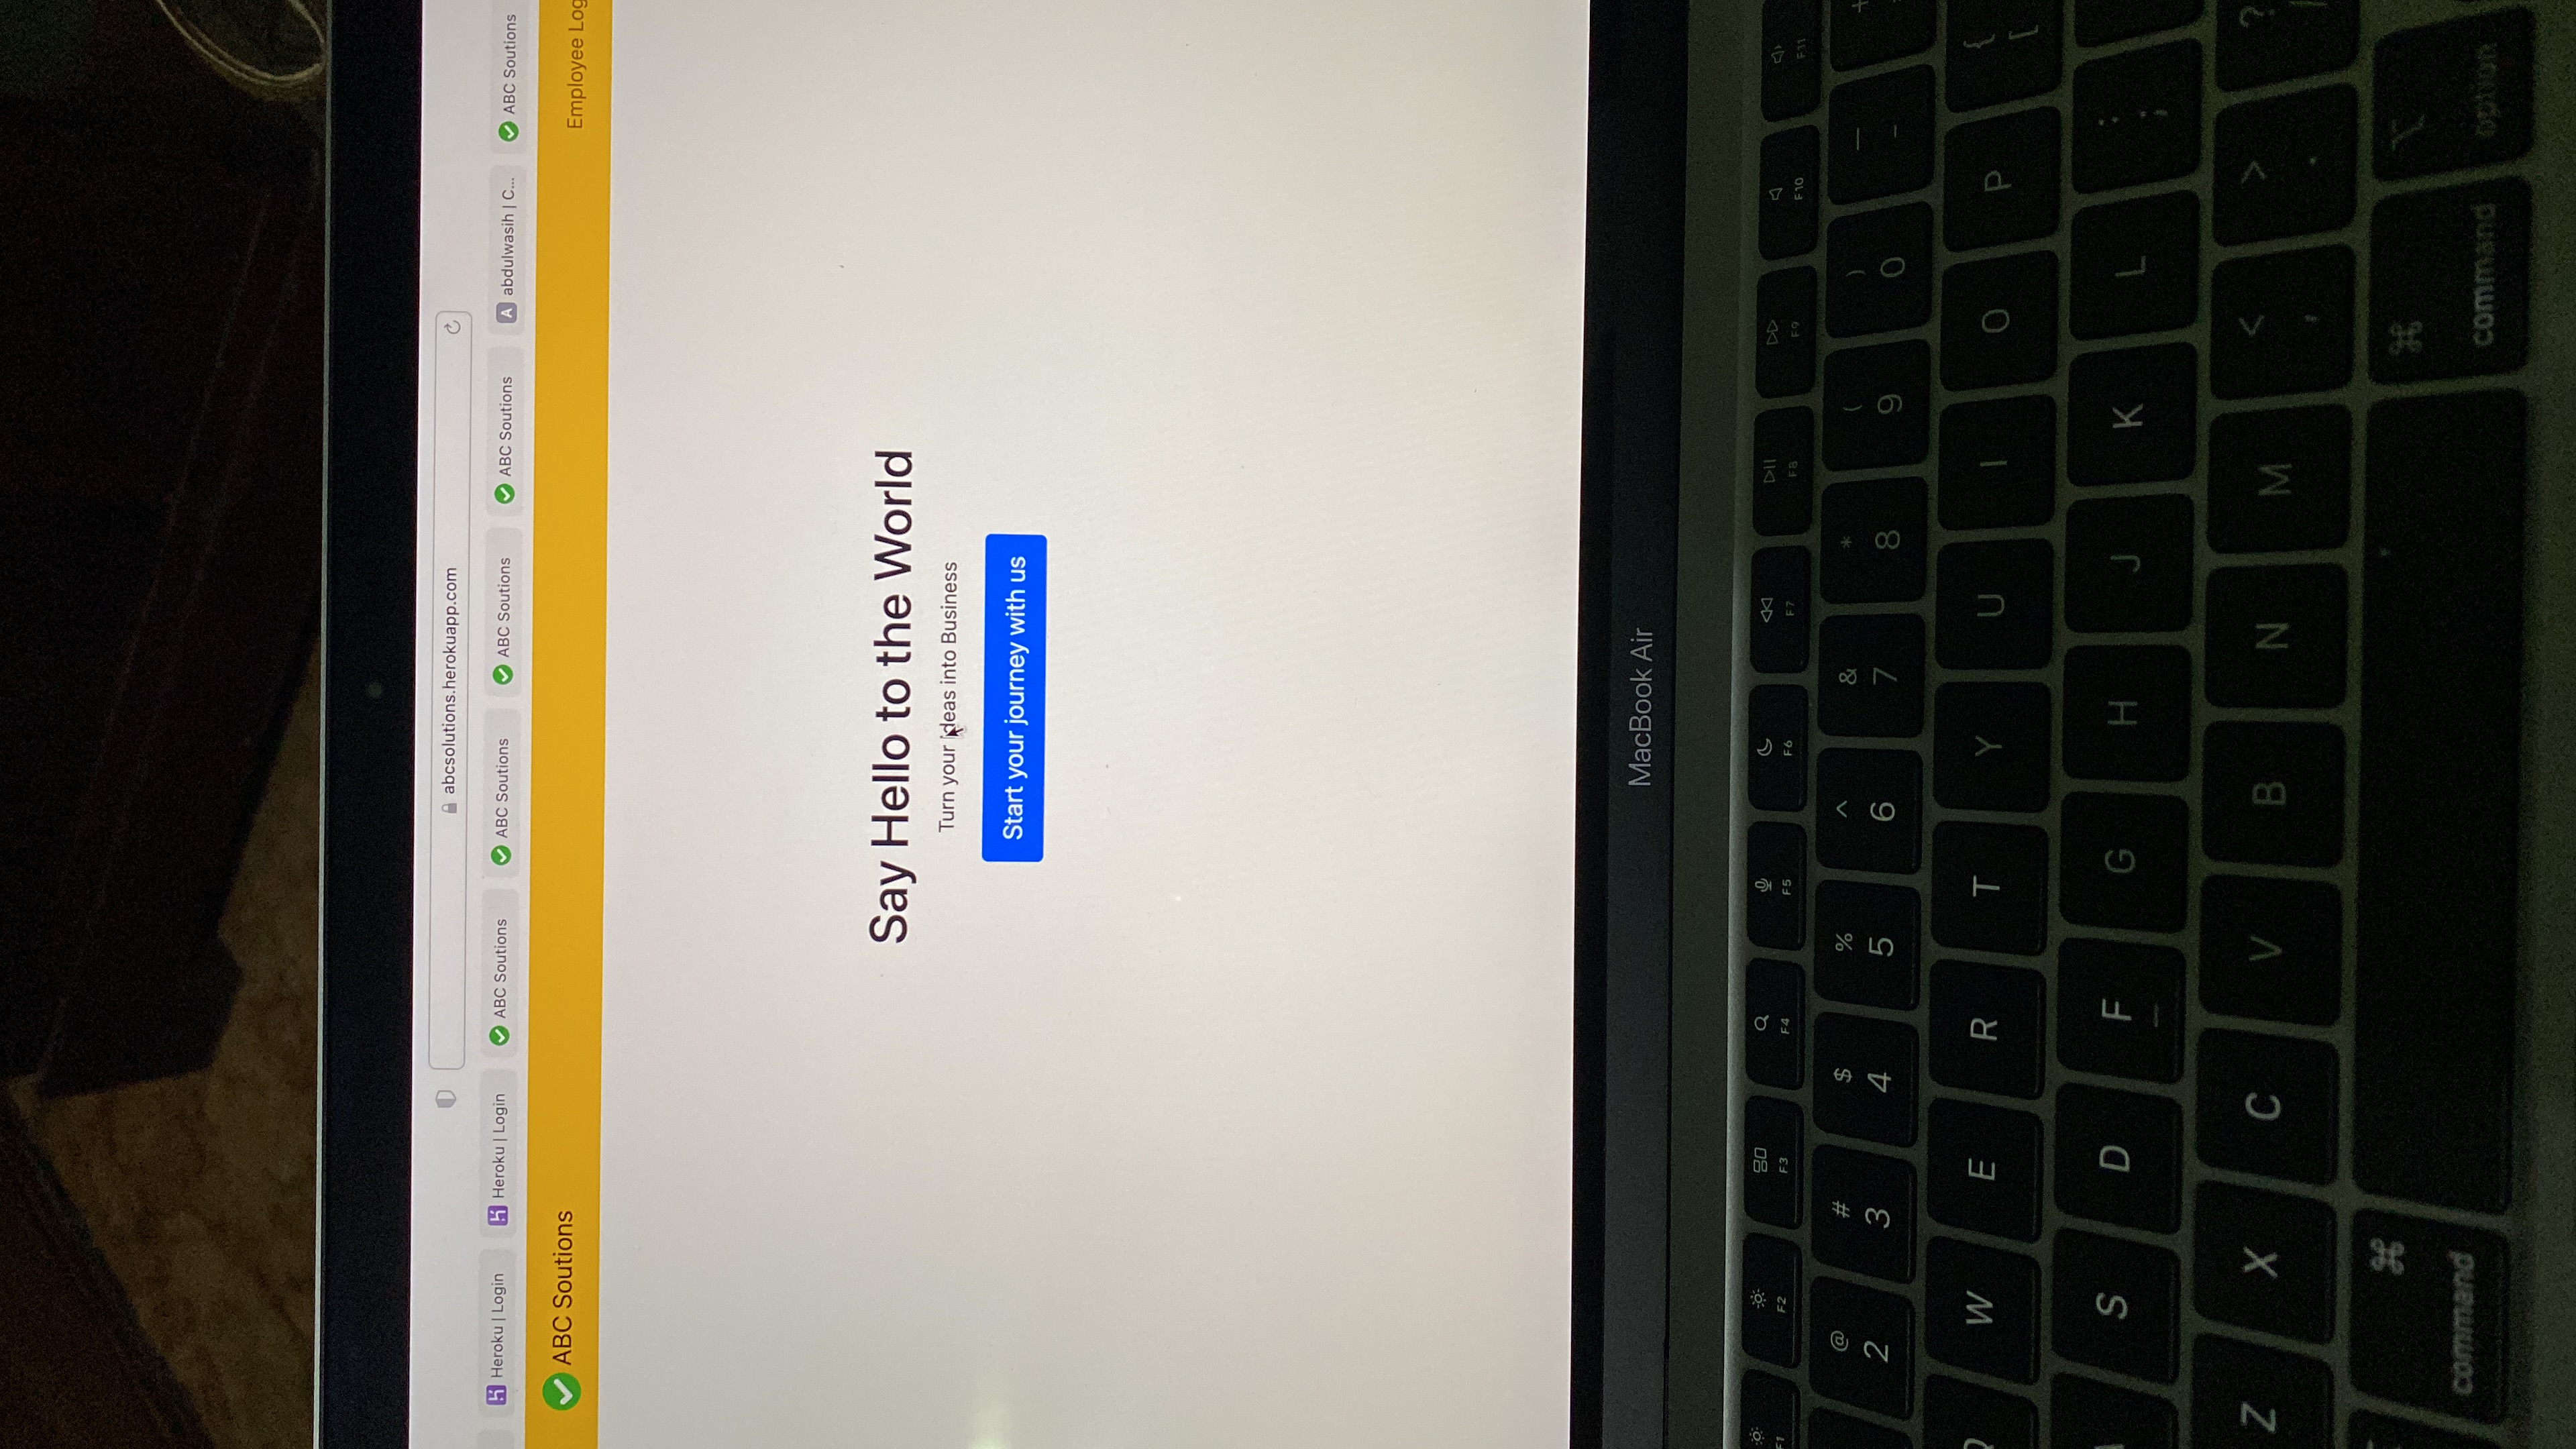 abcsolutions.herokuapp.com
Heroku | Login
Heroku | Login
ABC Soutions
ABC Soutions
ABC Soutions
ABC Soutions
abdulwasih | C...
ABC Soutions
ABC Soutions
Employee Log
Say Hello to the World
Turn your ideas into Business
Start your journey with us
MacBook Air
F1 F2 F3 F4 F5 F6 F7 F8 F9 F10 F11
@ # $ % ^ & * ( ) — +
2 3 4 5 6 7 8 9 0 -
Q W E R T Y U I O P { [
A S D F G H J K L : ;
Z X C V B N M < , > . ?
⌘ ⌘ ⌥
command command option